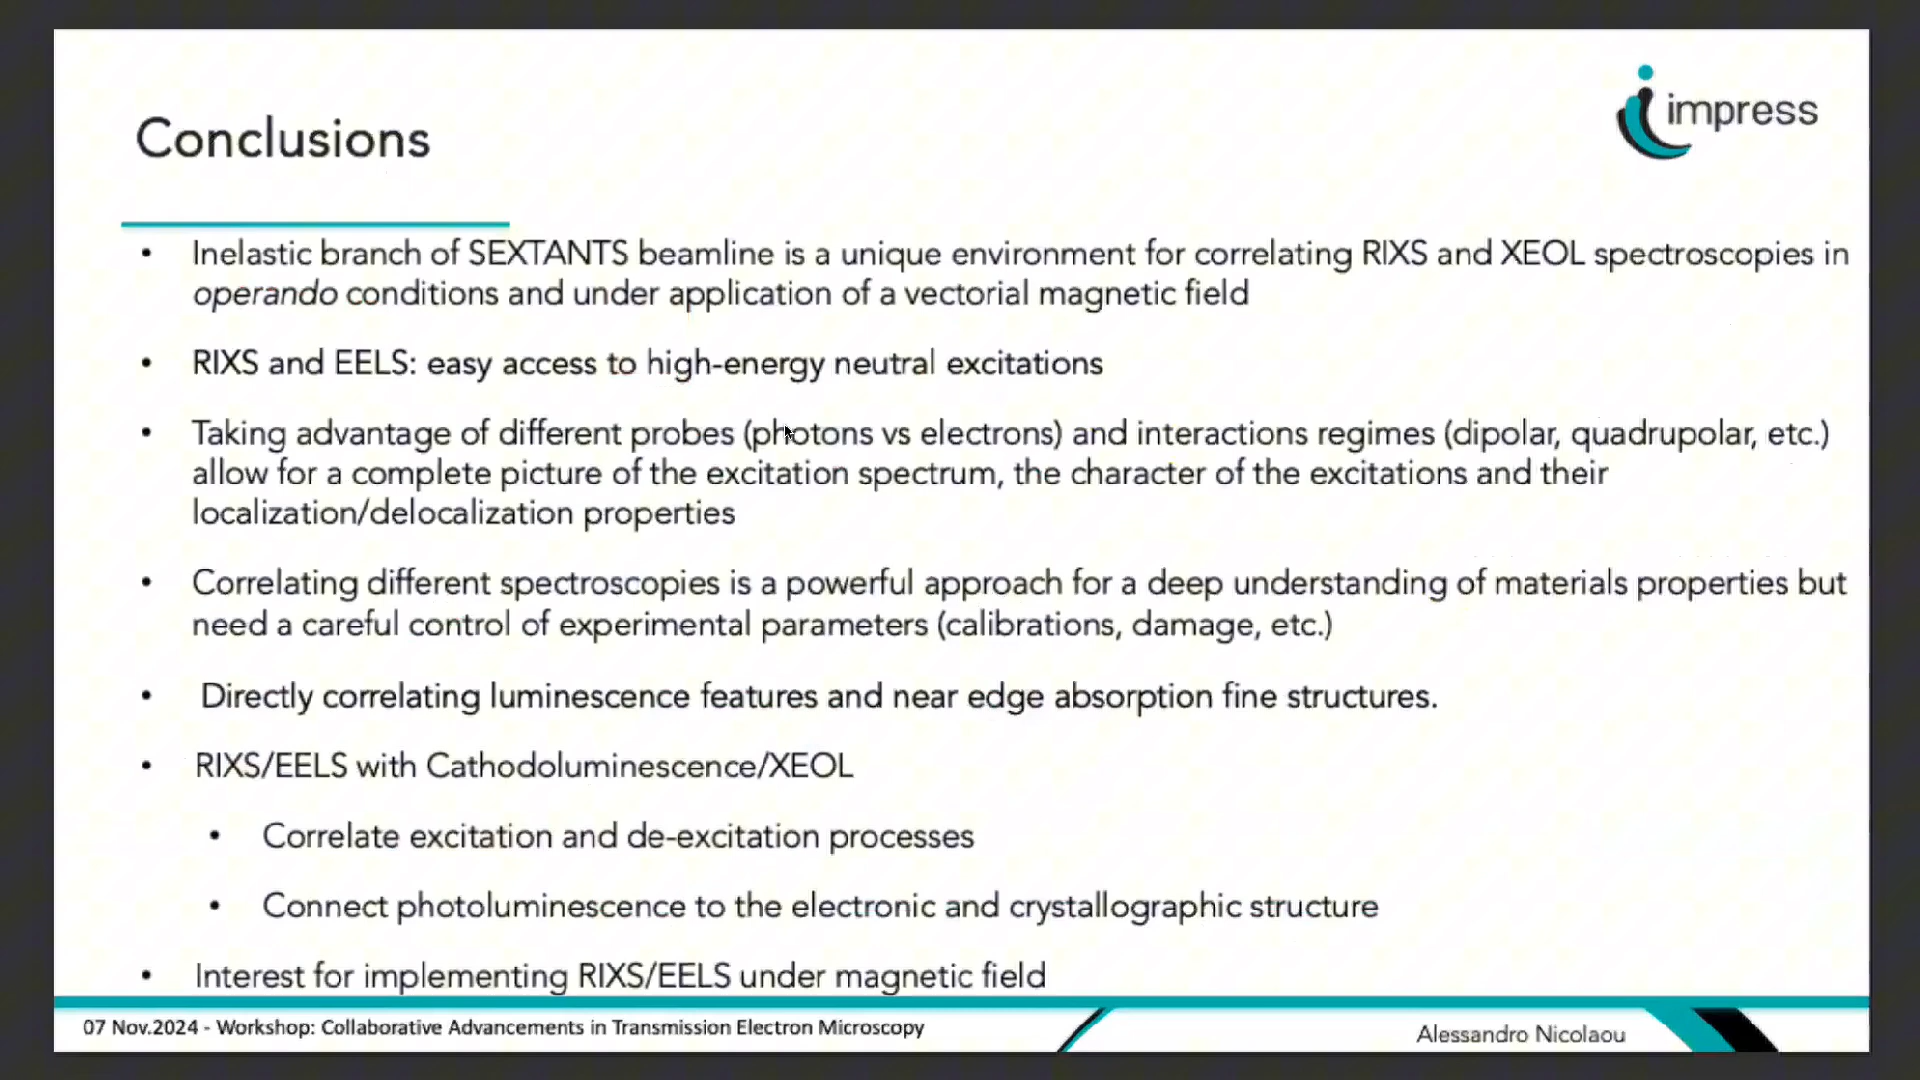 impress
Conclusions
• Inelastic branch of SEXTANTS beamline is a unique environment for correlating RIXS and XEOL spectroscopies in
operando conditions and under application of a vectorial magnetic field
• RIXS and EELS: easy access to high-energy neutral excitations
• Taking advantage of different probes (photons vs electrons) and interactions regimes (dipolar, quadrupolar, etc.)
allow for a complete picture of the excitation spectrum, the character of the excitations and their
localization/delocalization properties
• Correlating different spectroscopies is a powerful approach for a deep understanding of materials properties but
need a careful control of experimental parameters (calibrations, damage, etc.)
• Directly correlating luminescence features and near edge absorption fine structures.
• RIXS/EELS with Cathodoluminescence/XEOL
• Correlate excitation and de-excitation processes
• Connect photoluminescence to the electronic and crystallographic structure
• Interest for implementing RIXS/EELS under magnetic field
07 Nov.2024 - Workshop: Collaborative Advancements in Transmission Electron Microscopy
Alessandro Nicolaou